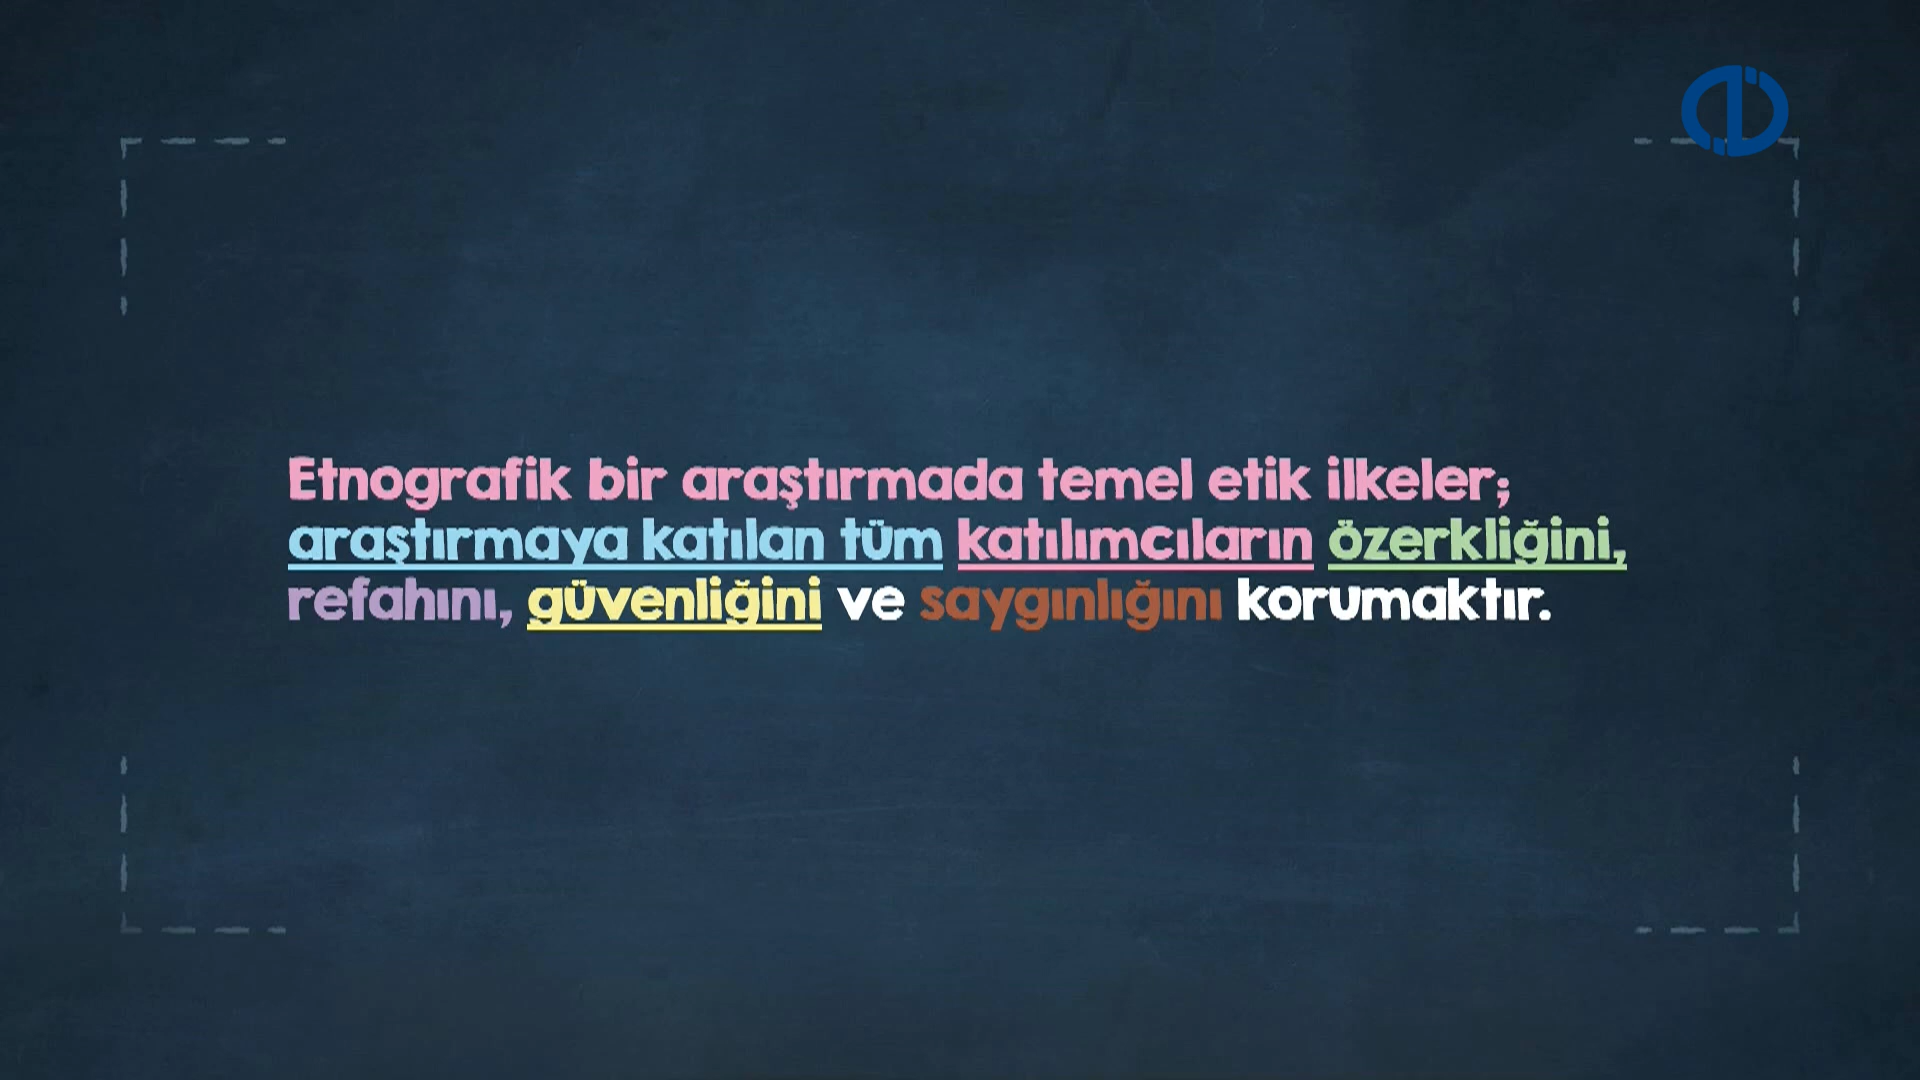 Etnografik bir araştırmada temel etik ilkeler;
araştırmaya katılan tüm katılımcıların özerkliğini,
refahını, güvenliğini ve saygınlığını korumaktır.